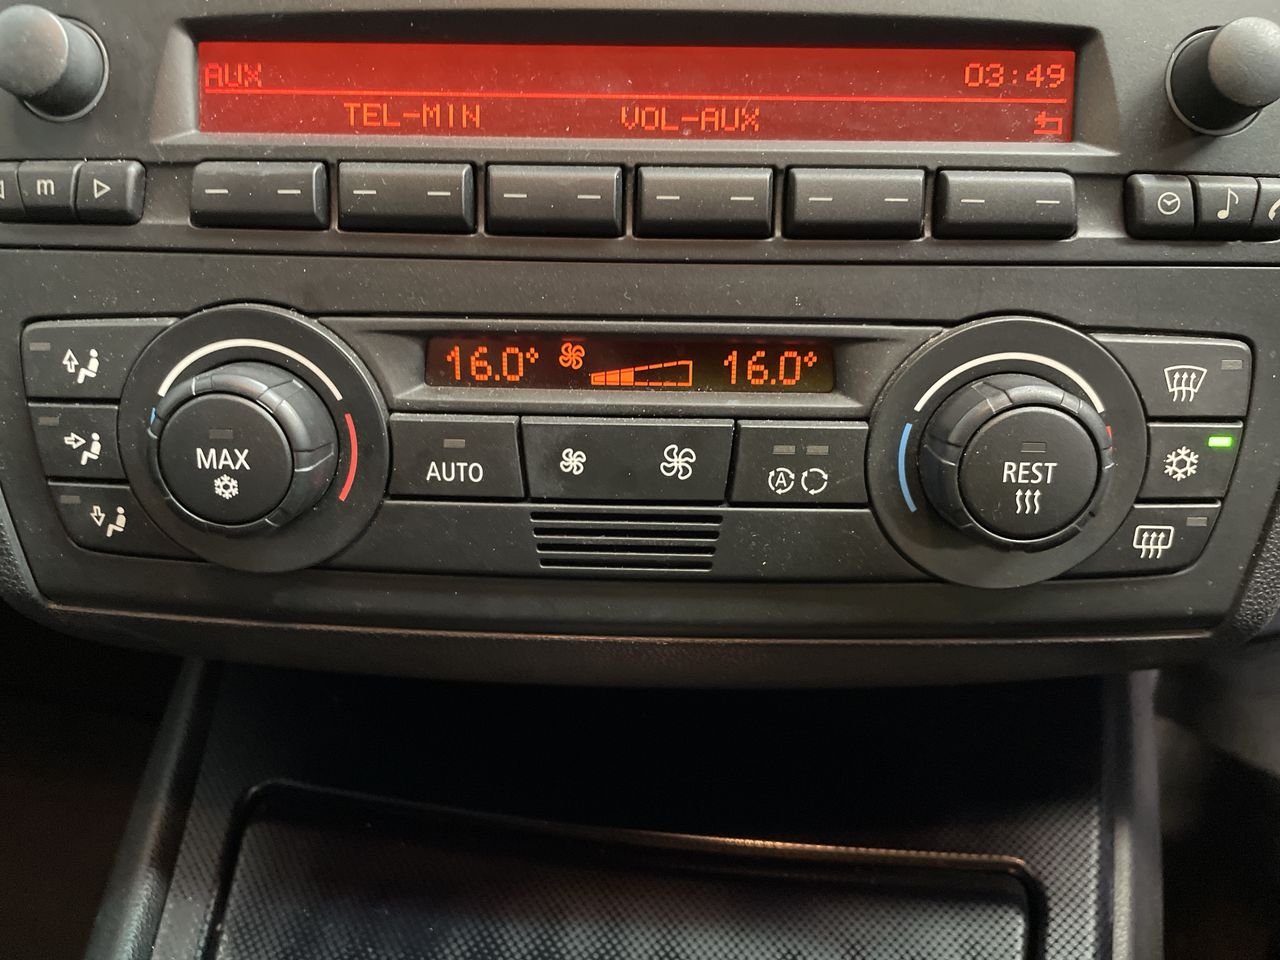 AUX 03:49
TEL-MIN VOL-AUX
m
16.0° 16.0°
MAX
AUTO
A
REST